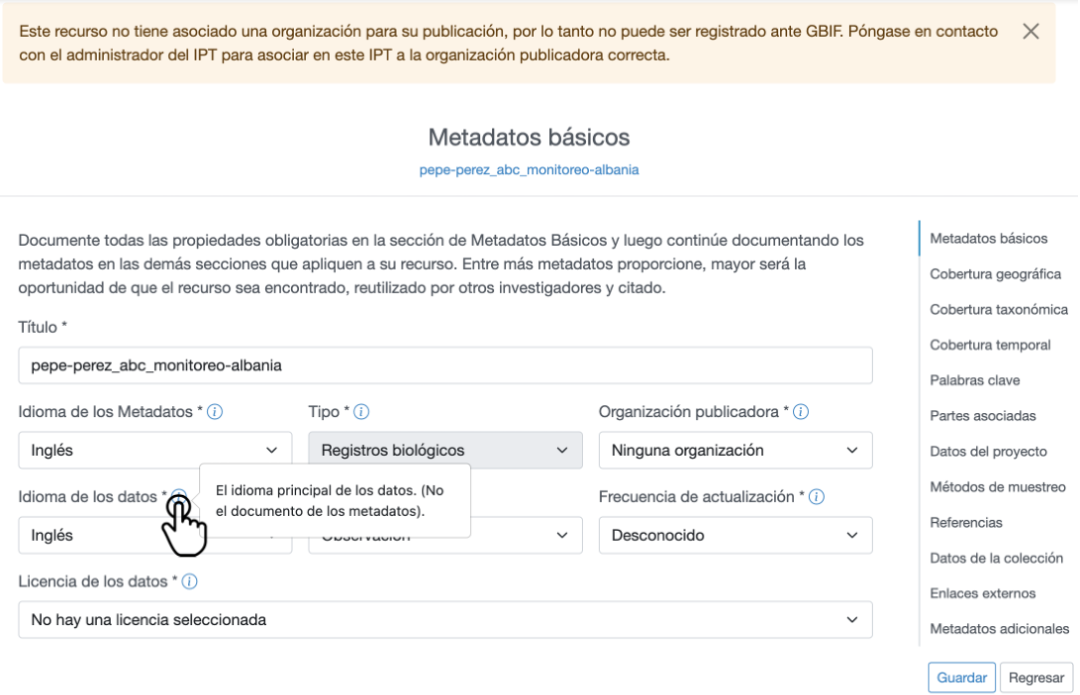 Este recurso no tiene asociado una organización para su publicación, por lo tanto no puede ser registrado ante GBIF. Póngase en contacto
con el administrador del IPT para asociar en este IPT a la organización publicadora correcta.
Metadatos básicos
pepe-perez_abc_monitoreo-albania
Documente todas las propiedades obligatorias en la sección de Metadatos Básicos y luego continúe documentando los
metadatos en las demás secciones que apliquen a su recurso. Entre más metadatos proporcione, mayor será la
oportunidad de que el recurso sea encontrado, reutilizado por otros investigadores y citado.
Título *
pepe-perez_abc_monitoreo-albania
Idioma de los Metadatos *
Tipo *
Organización publicadora *
Inglés
Registros biológicos
Ninguna organización
Idioma de los datos *
El idioma principal de los datos. (No
el documento de los metadatos).
Frecuencia de actualización *
Inglés
Observación
Desconocido
Licencia de los datos *
No hay una licencia seleccionada
Metadatos básicos
Cobertura geográfica
Cobertura taxonómica
Cobertura temporal
Palabras clave
Partes asociadas
Datos del proyecto
Métodos de muestreo
Referencias
Datos de la colección
Enlaces externos
Metadatos adicionales
Guardar
Regresar